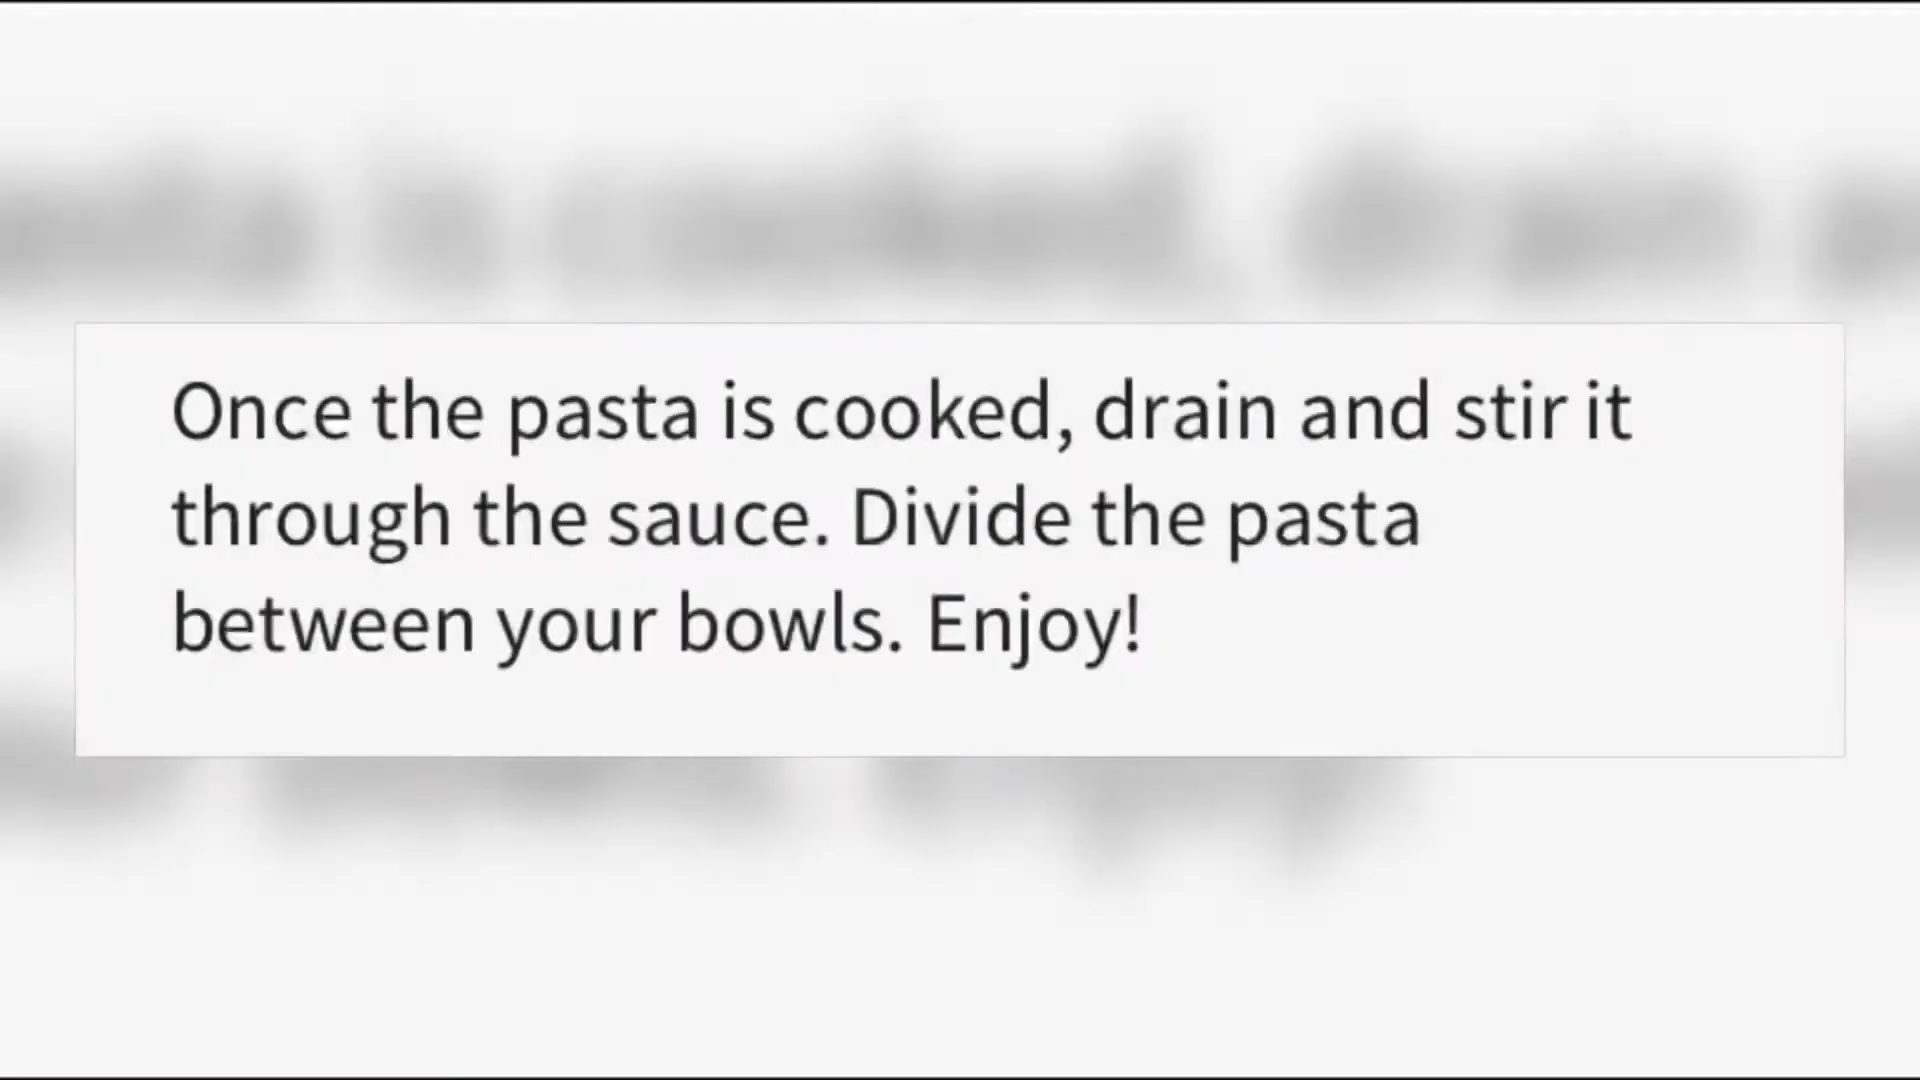 Once the pasta is cooked, drain and stir it
through the sauce. Divide the pasta
between your bowls. Enjoy!